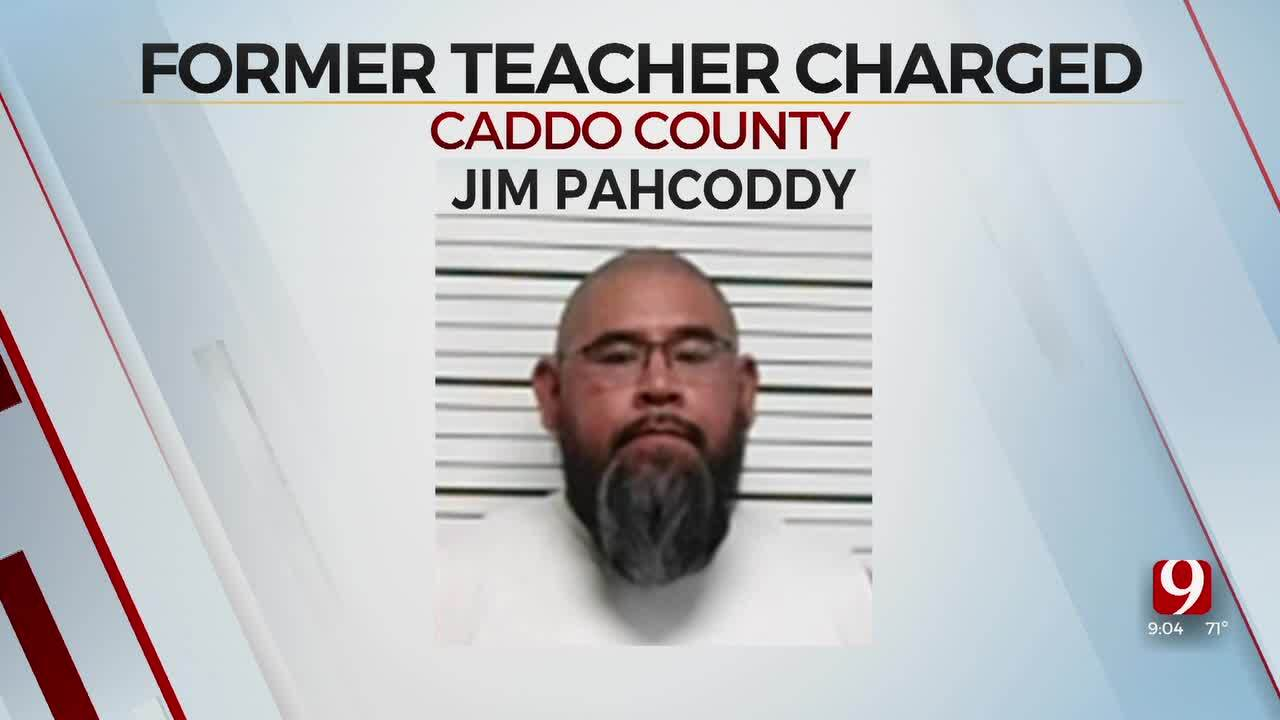 FORMER TEACHER CHARGED
CADDO COUNTY
JIM PAHCODDY
9
9:04 71°